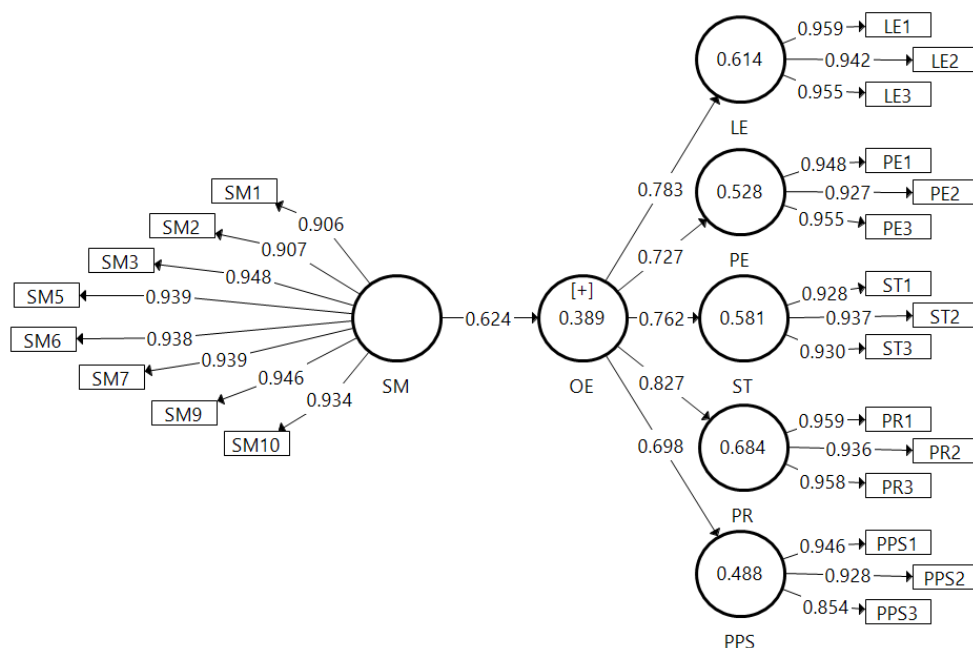 SM1
SM2
SM3
SM5
SM6
SM7
SM9
SM10
0.906
0.907
0.948
0.939
0.938
0.939
0.946
0.934
SM
0.624
[+]
0.389
OE
0.783
0.727
0.762
0.827
0.698
0.614
LE
0.959
LE1
0.942
LE2
0.955
LE3
0.528
PE
0.948
PE1
0.927
PE2
0.955
PE3
0.581
ST
0.928
ST1
0.937
ST2
0.930
ST3
0.684
PR
0.959
PR1
0.936
PR2
0.958
PR3
0.488
PPS
0.946
PPS1
0.928
PPS2
0.854
PPS3